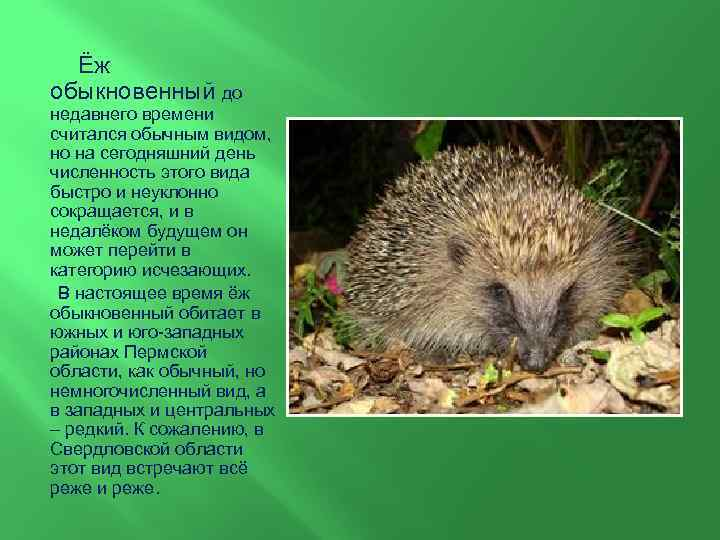 Ёж
обыкновенный до
недавнего времени
считался обычным видом,
но на сегодняшний день
численность этого вида
быстро и неуклонно
сокращается, и в
недалёком будущем он
может перейти в
категорию исчезающих.
В настоящее время ёж
обыкновенный обитает в
южных и юго-западных
районах Пермской
области, как обычный, но
немногочисленный вид, а
в западных и центральных
– редкий. К сожалению, в
Свердловской области
этот вид встречают всё
реже и реже.